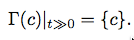 Γ(c)|ₜ≫₀ = {c}.